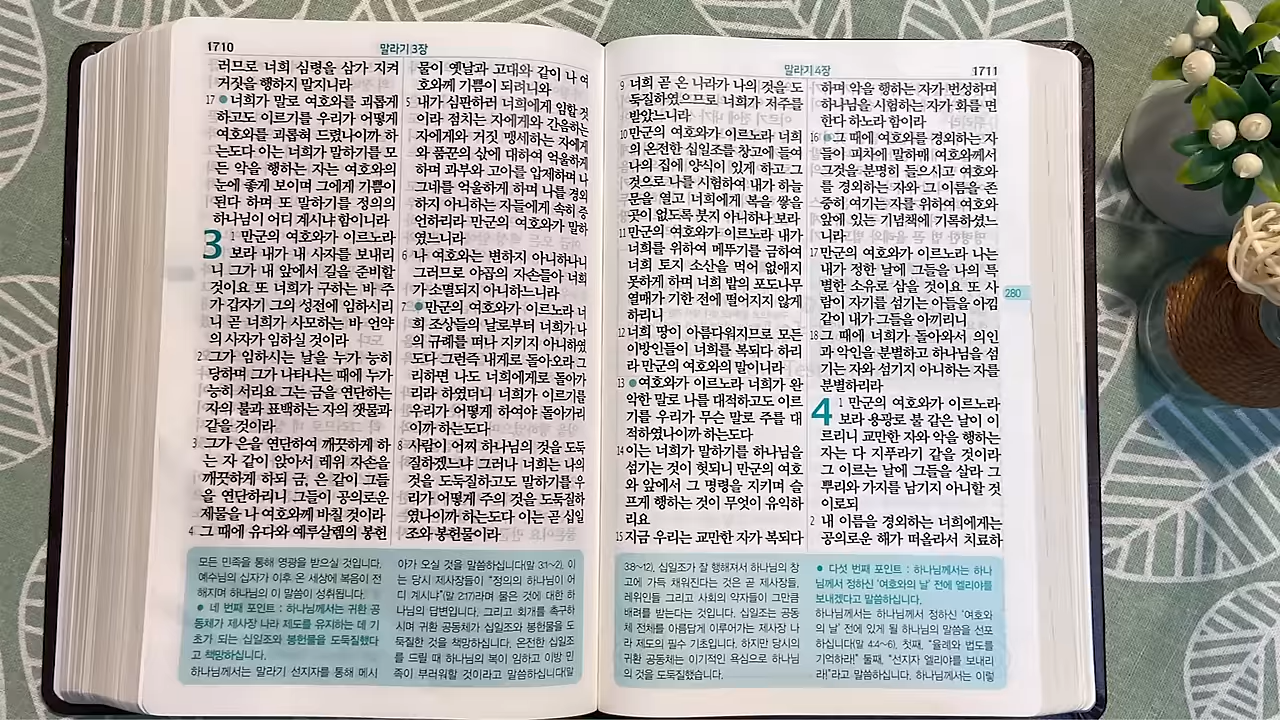 1710
말라기 3장
러므로 너희 심령을 삼가 지켜
거짓을 행하지 말지니라
17 ● 너희가 말로 여호와를 괴롭게
하고도 이르기를 우리가 어떻게
여호와를 괴롭혀 드렸나이까 하
는도다 이는 너희가 말하기를 모
든 악을 행하는 자는 여호와의
눈에 좋게 보이며 그에게 기쁨이
된다 하며 또 말하기를 정의의
하나님이 어디 계시냐 함이니라
3 1 만군의 여호와가 이르노라
보라 내가 내 사자를 보내리
니 그가 내 앞에서 길을 준비할
것이요 또 너희가 구하는 바 주
가 갑자기 그의 성전에 임하시리
니 곧 너희가 사모하는 바 언약
의 사자가 임하실 것이라
2 그가 임하시는 날을 누가 능히
당하며 그가 나타나는 때에 누가
능히 서리요 그는 금을 연단하는
자의 불과 표백하는 자의 잿물과
같을 것이라
3 그가 은을 연단하여 깨끗하게 하
는 자 같이 앉아서 레위 자손을
깨끗하게 하되 금, 은 같이 그들
을 연단하리니 그들이 공의로운
제물을 나 여호와께 바칠 것이라
4 그 때에 유다와 예루살렘의 봉헌
물이 옛날과 고대와 같이 나 여
호와께 기쁨이 되려니와
5 내가 심판하러 너희에게 임할 것
이라 점치는 자에게와 간음하는
자에게와 거짓 맹세하는 자에게
와 품꾼의 삯에 대하여 억울하게
하며 과부와 고아를 압제하며 나
그네를 억울하게 하며 나를 경외
하지 아니하는 자들에게 속히 증
언하리라 만군의 여호와가 말하
였느니라
6 나 여호와는 변하지 아니하나니
그러므로 야곱의 자손들아 너희
가 소멸되지 아니하느니라
7 ● 만군의 여호와가 이르노라 너
희 조상들의 날로부터 너희가 나
의 규례를 떠나 지키지 아니하였
도다 그런즉 내게로 돌아오라 그
리하면 나도 너희에게로 돌아가
리라 하였더니 너희가 이르기를
우리가 어떻게 하여야 돌아가리
이까 하는도다
8 사람이 어찌 하나님의 것을 도둑
질하겠느냐 그러나 너희는 나의
것을 도둑질하고도 말하기를 우
리가 어떻게 주의 것을 도둑질하
였나이까 하는도다 이는 곧 십일
조와 봉헌물이라
모든 민족을 통해 영광을 받으실 것입니다.
예수님의 십자가 이후 온 세상에 복음이 전
해지며 하나님의 이 말씀이 성취됩니다.
● 네 번째 포인트 : 하나님께서는 귀환 공
동체가 제사장 나라 제도를 유지하는 데 기
초가 되는 십일조와 봉헌물을 도둑질했다
고 책망하십니다.
하나님께서는 말라기 선지자를 통해 메시
아가 오실 것을 말씀하십니다(말 3:1~2). 이
는 당시 제사장들이 "정의의 하나님이 어
디 계시냐"(말 2:17)라며 물은 것에 대한 하
나님의 답변입니다. 그리고 회개를 촉구하
시며 귀환 공동체가 십일조와 봉헌물을 도
둑질한 것을 책망하십니다. 온전한 십일조
를 드릴 때 하나님의 복이 임하고 이방 민
족이 부러워할 것이라고 말씀하십니다(말
말라기 4장
1711
9 너희 곧 온 나라가 나의 것을 도
둑질하였으므로 너희가 저주를
받았느니라
10 만군의 여호와가 이르노라 너희
의 온전한 십일조를 창고에 들여
나의 집에 양식이 있게 하고 그
것으로 나를 시험하여 내가 하늘
문을 열고 너희에게 복을 쌓을
곳이 없도록 붓지 아니하나 보라
11 만군의 여호와가 이르노라 내가
너희를 위하여 메뚜기를 금하여
너희 토지 소산을 먹어 없애지
못하게 하며 너희 밭의 포도나무
열매가 기한 전에 떨어지지 않게
하리니
12 너희 땅이 아름다워지므로 모든
이방인들이 너희를 복되다 하리
라 만군의 여호와의 말이니라
13 ● 여호와가 이르노라 너희가 완
악한 말로 나를 대적하고도 이르
기를 우리가 무슨 말로 주를 대
적하였나이까 하는도다
14 이는 너희가 말하기를 하나님을
섬기는 것이 헛되니 만군의 여호
와 앞에서 그 명령을 지키며 슬
프게 행하는 것이 무엇이 유익하
리요
15 지금 우리는 교만한 자가 복되다
하며 악을 행하는 자가 번성하며
하나님을 시험하는 자가 화를 면
한다 하노라 함이라
16 ● 그 때에 여호와를 경외하는 자
들이 피차에 말하매 여호와께서
그것을 분명히 들으시고 여호와
를 경외하는 자와 그 이름을 존
중히 여기는 자를 위하여 여호와
앞에 있는 기념책에 기록하셨느
니라
17 만군의 여호와가 이르노라 나는
내가 정한 날에 그들을 나의 특
별한 소유로 삼을 것이요 또 사
람이 자기를 섬기는 아들을 아낌
같이 내가 그들을 아끼리니
18 그 때에 너희가 돌아와서 의인
과 악인을 분별하고 하나님을 섬
기는 자와 섬기지 아니하는 자를
분별하리라
4 1 만군의 여호와가 이르노라
보라 용광로 불 같은 날이 이
르리니 교만한 자와 악을 행하는
자는 다 지푸라기 같을 것이라
그 이르는 날에 그들을 살라 그
뿌리와 가지를 남기지 아니할 것
이로되
2 내 이름을 경외하는 너희에게는
공의로운 해가 떠올라서 치료하
280
3:8~12). 십일조가 잘 행해져서 하나님의 창
고에 가득 채워진다는 것은 곧 제사장들,
레위인들 그리고 사회의 약자들이 그만큼
배려를 받는다는 것입니다. 십일조는 공동
체 전체를 아름답게 이루어가는 제사장 나
라 제도의 필수 기초입니다. 하지만 당시의
귀환 공동체는 이기적인 욕심으로 하나님
의 것을 도둑질했습니다.
● 다섯 번째 포인트 : 하나님께서는 하나
님께서 정하신 '여호와의 날' 전에 엘리야를
보내겠다고 말씀하십니다.
하나님께서는 하나님께서 정하신 '여호와
의 날' 전에 있게 될 하나님의 말씀을 선포
하십니다(말 4:4~6). 첫째, "율례와 법도를
기억하라" 둘째, "선지자 엘리야를 보내리
라"라고 말씀하십니다. 하나님께서는 이렇